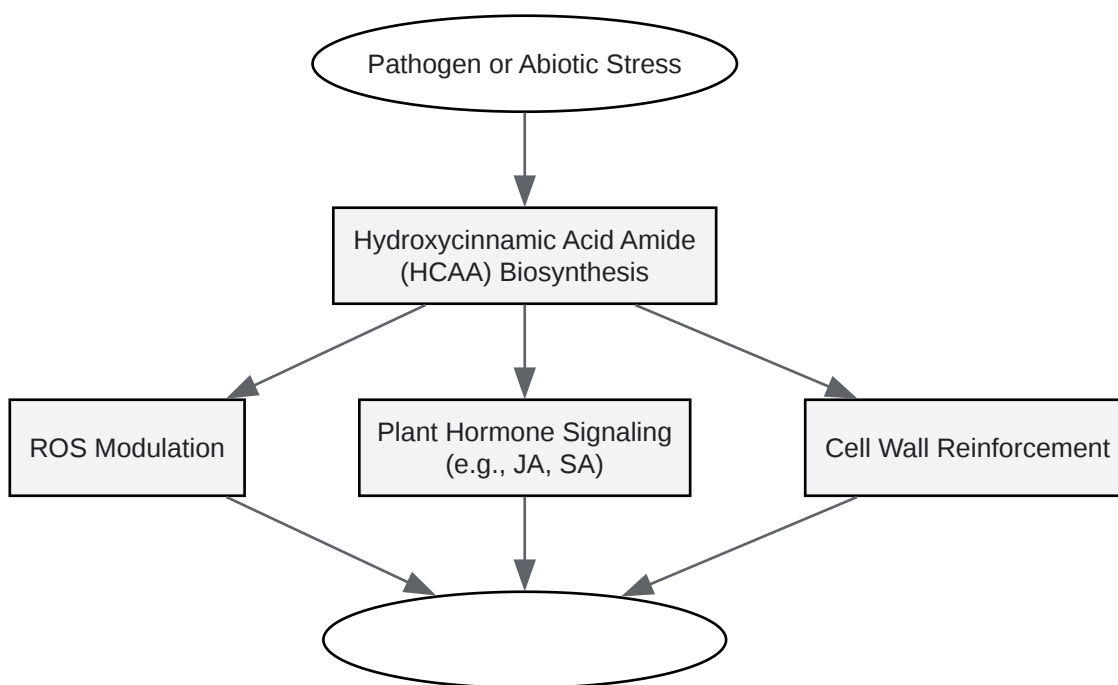 Pathogen or Abiotic Stress
Hydroxycinnamic Acid Amide
(HCAA) Biosynthesis
ROS Modulation
Plant Hormone Signaling
(e.g., JA, SA)
Cell Wall Reinforcement